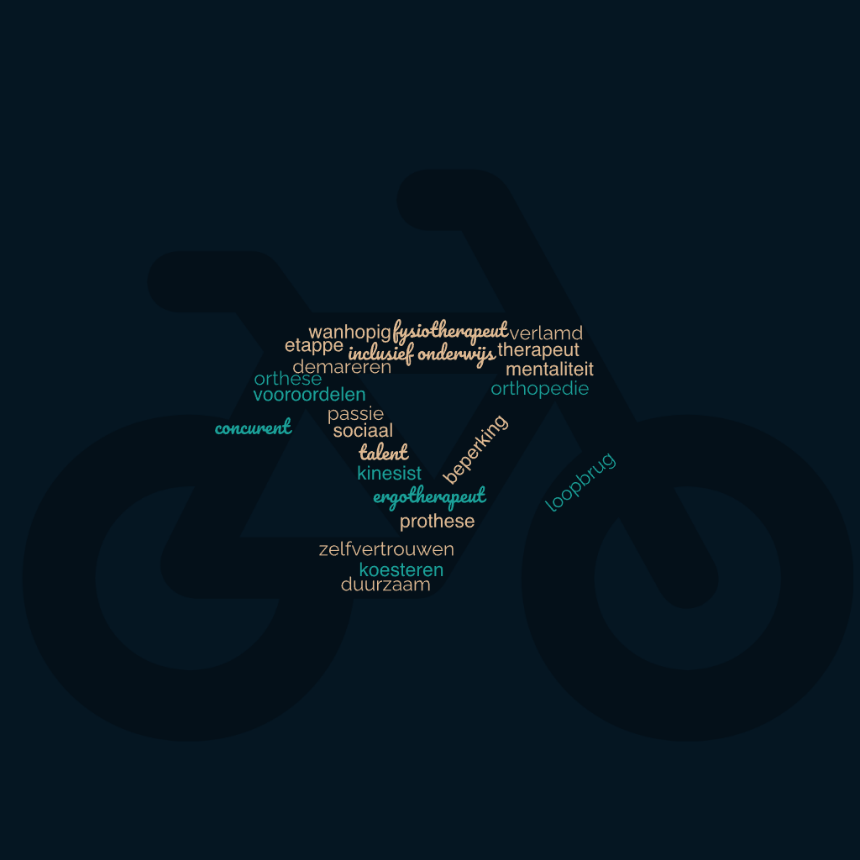 wanhopig fysiotherapeut verlamd
etappe inclusief onderwijs therapeut
demareren mentaliteit
orthese orthopedie
vooroordelen
passie
concurent sociaal
talent beperking
kinesist loopbrug
ergotherapeut
prothese
zelfvertrouwen
koesteren
duurzaam